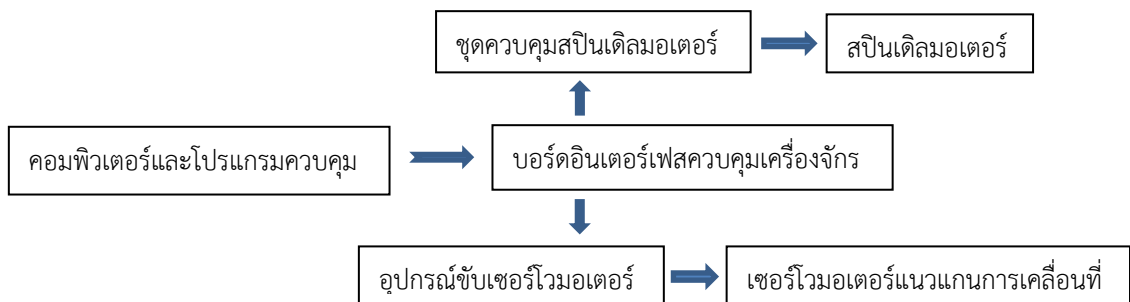 ชุดควบคุมสปินเดิลมอเตอร์
สปินเดิลมอเตอร์
คอมพิวเตอร์และโปรแกรมควบคุม
บอร์ดอินเตอร์เฟสควบคุมเครื่องจักร
อุปกรณ์ขับเซอร์โวมอเตอร์
เซอร์โวมอเตอร์แนวแกนการเคลื่อนที่